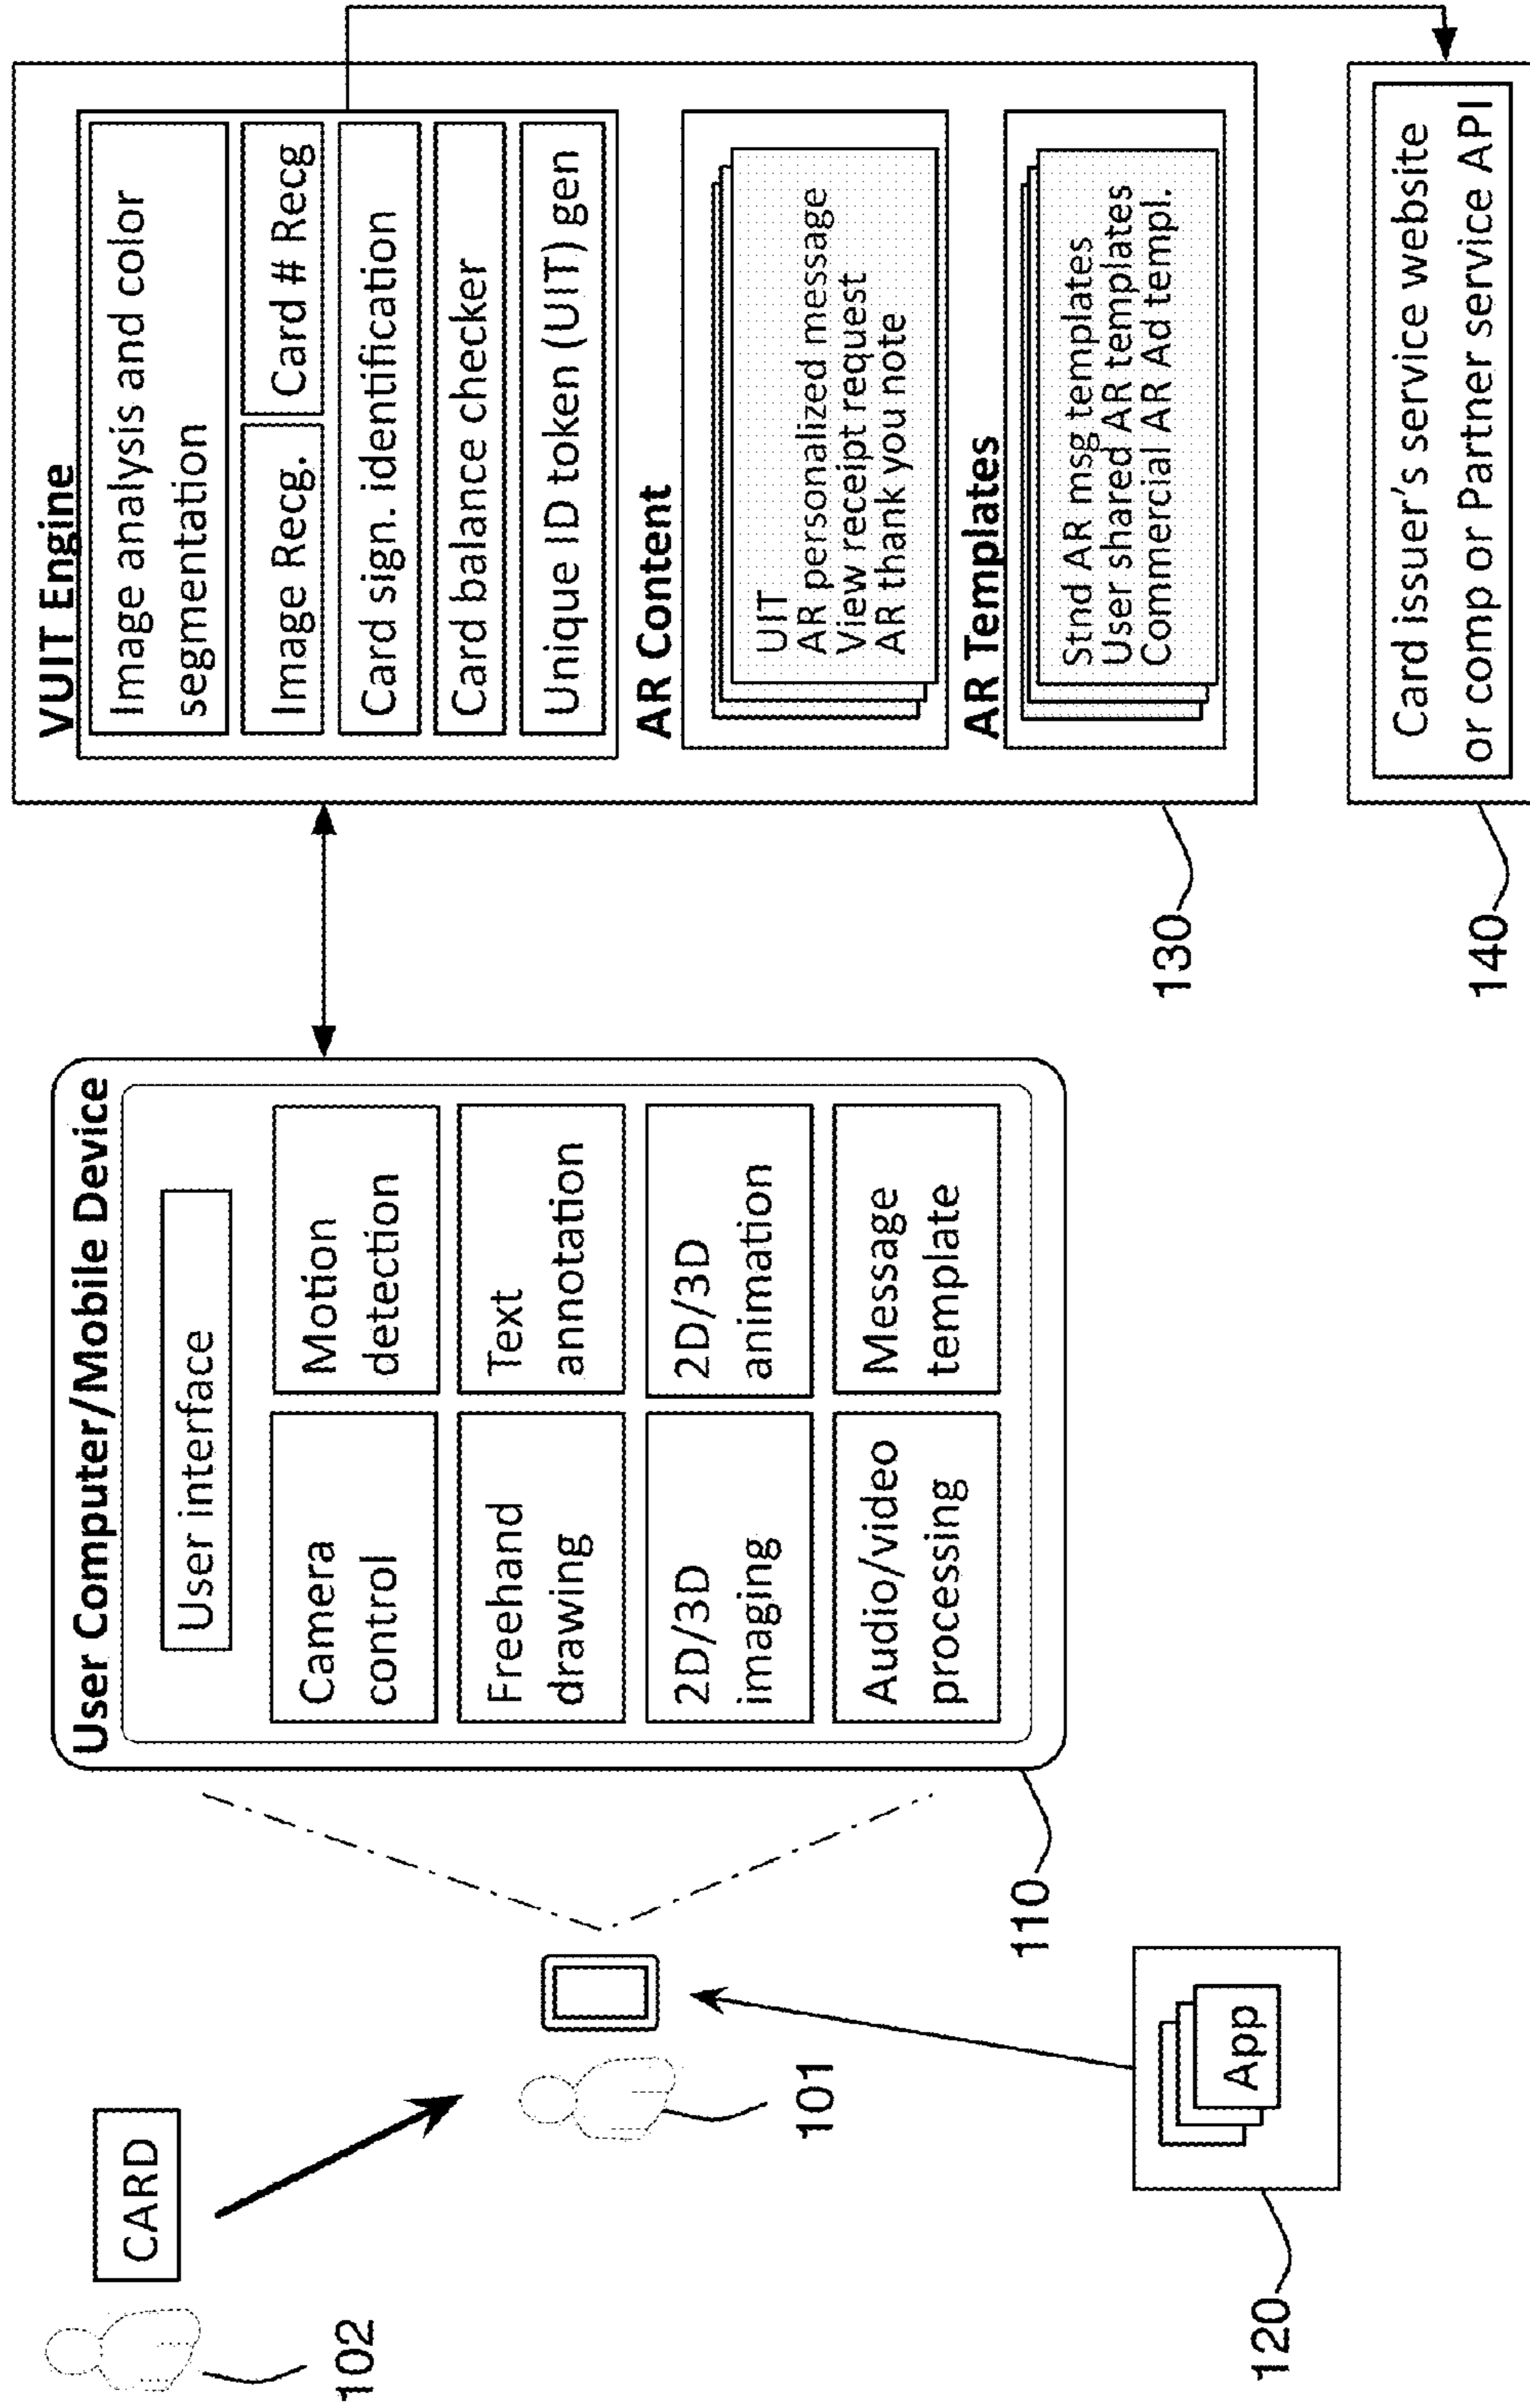 102
CARD
101
120
App
110
User Computer/Mobile Device
User interface
Camera
control
Motion
detection
Freehand
drawing
Text
annotation
2D/3D
imaging
2D/3D
animation
Audio/video
processing
Message
template
130
VUIT Engine
Image analysis and color
segmentation
Image Recg.
Card # Recg
Card sign. identification
Card balance checker
Unique ID token (UIT) gen
AR Content
UIT
AR personalized message
View receipt request
AR thank you note
AR Templates
Stnd AR msg templates
User shared AR templates
Commercial AR Ad templ.
140
Card issuer's service website
or comp or Partner service API